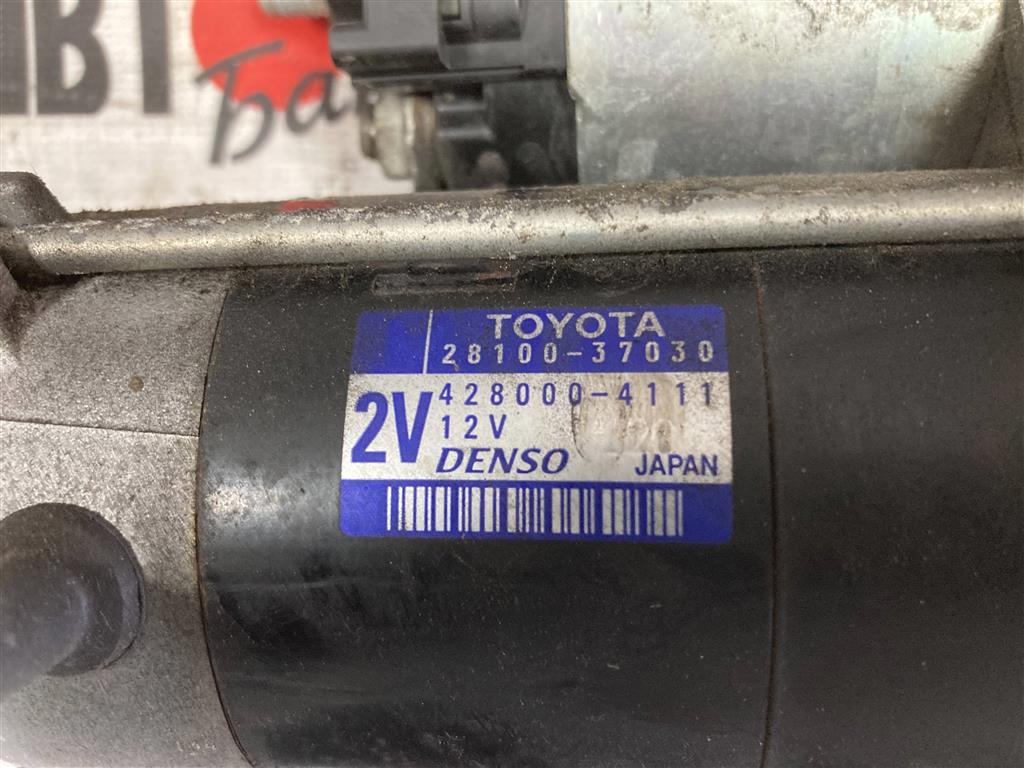 TOYOTA
28100-37030
2V
428000-4111
12V
DENSO
JAPAN